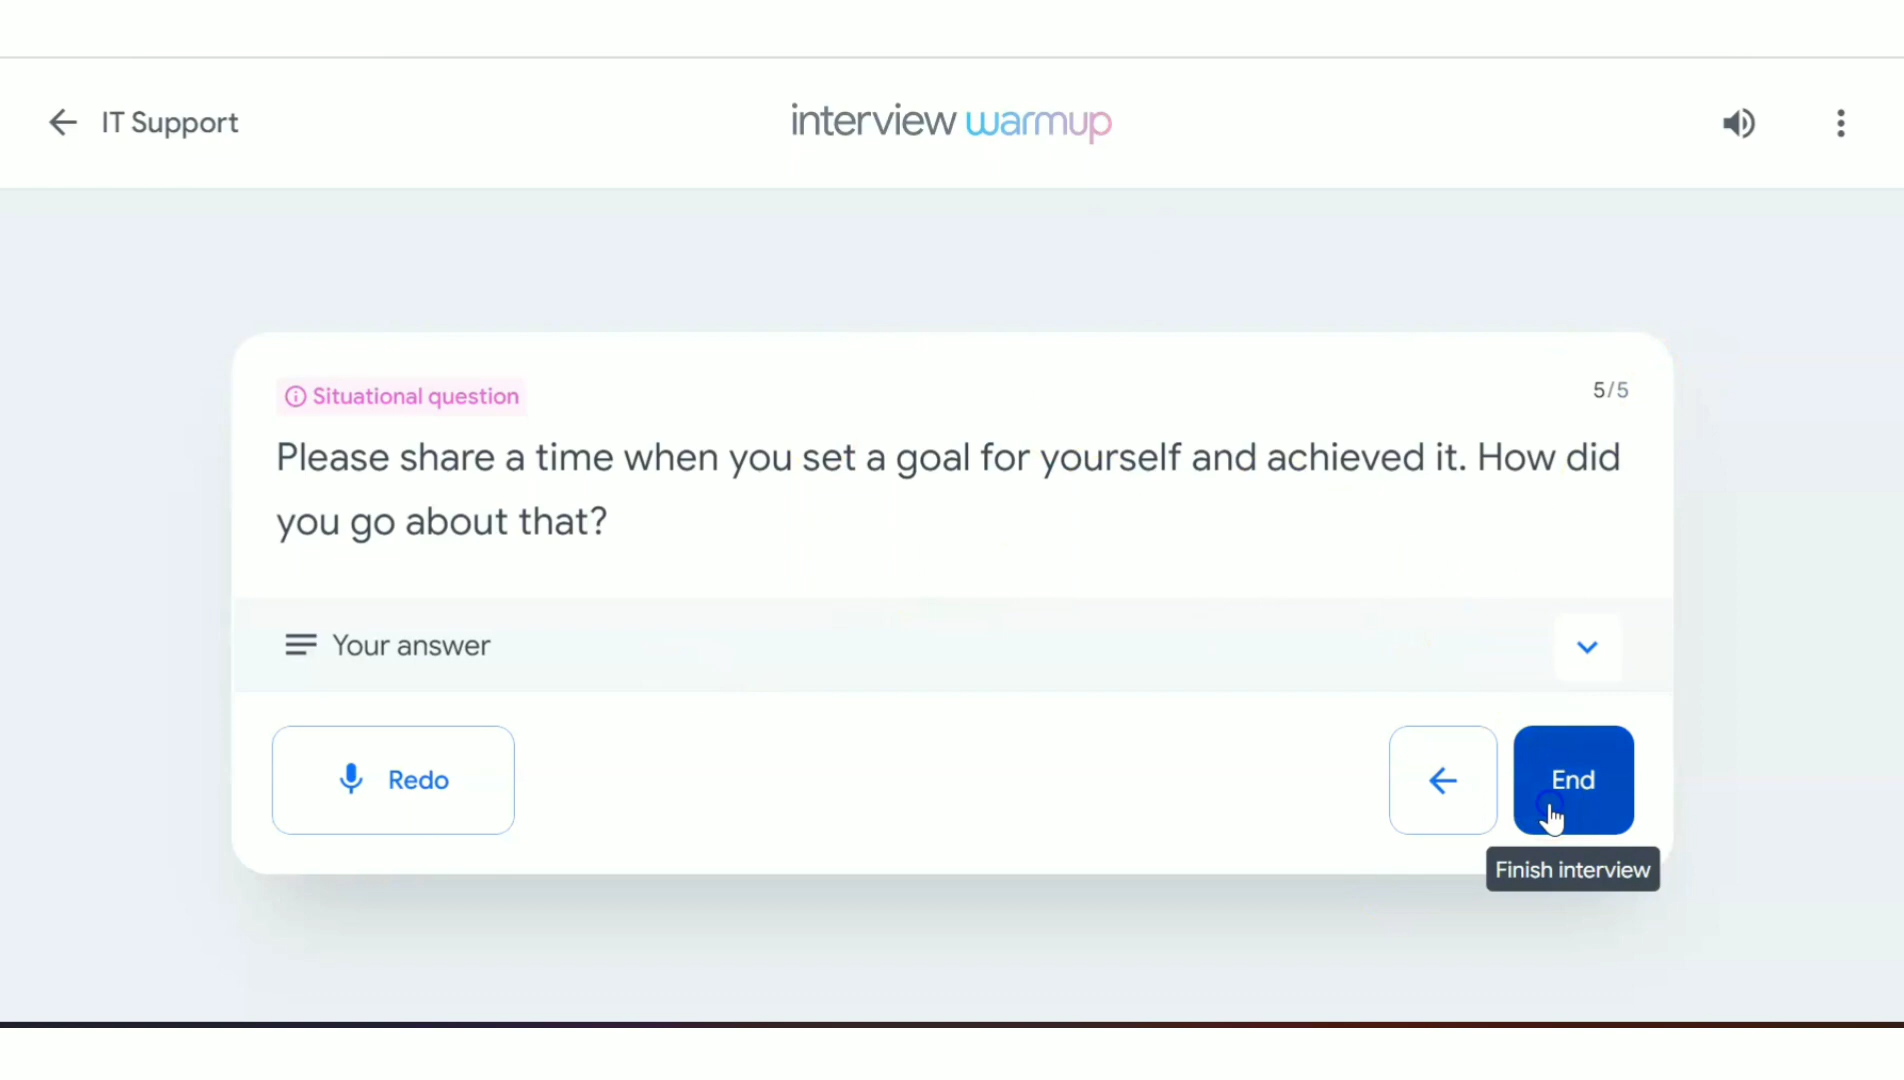 IT Support
interview warmup
Situational question
5/5
Please share a time when you set a goal for yourself and achieved it. How did
you go about that?
Your answer
Redo
End
Finish interview